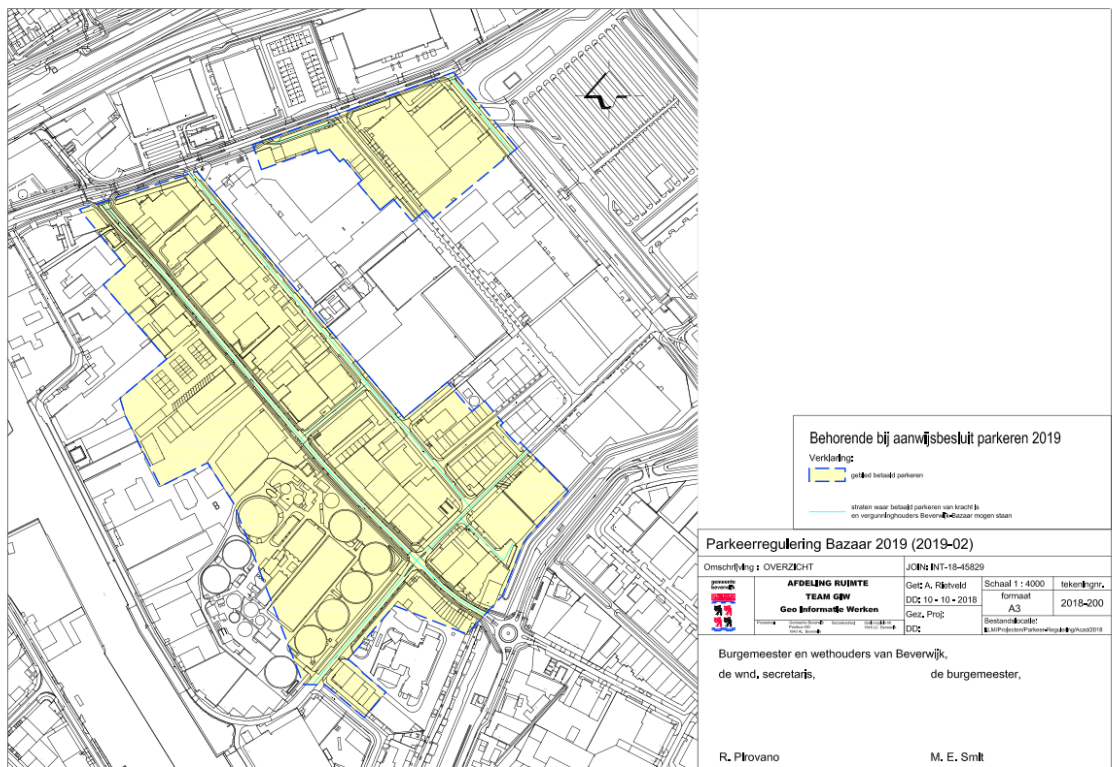 Behorende bij aanwijsbesluit parkeren 2019
Verklaring:
gebied betaald parkeren
straten waar betaald parkeren van kracht is
en vergunninghouders Beverwijk-Bazaar mogen staan
Parkeerregulering Bazaar 2019 (2019-02)
Omschrijving : OVERZICHT
JOIN: INT-18-45829
gemeente
beverwijk
AFDELING RUIMTE
TEAM GIW
Geo Informatie Werken
Get: A. Rietveld
DD: 10 - 10 - 2018
Gez. Proj:
DD:
Schaal 1 : 4000
formaat
A3
tekeningnr.
2018-200
Bestandslocatie:
Burgemeester en wethouders van Beverwijk,
de wnd. secretaris,
de burgemeester,
R. Pirovano
M. E. Smit